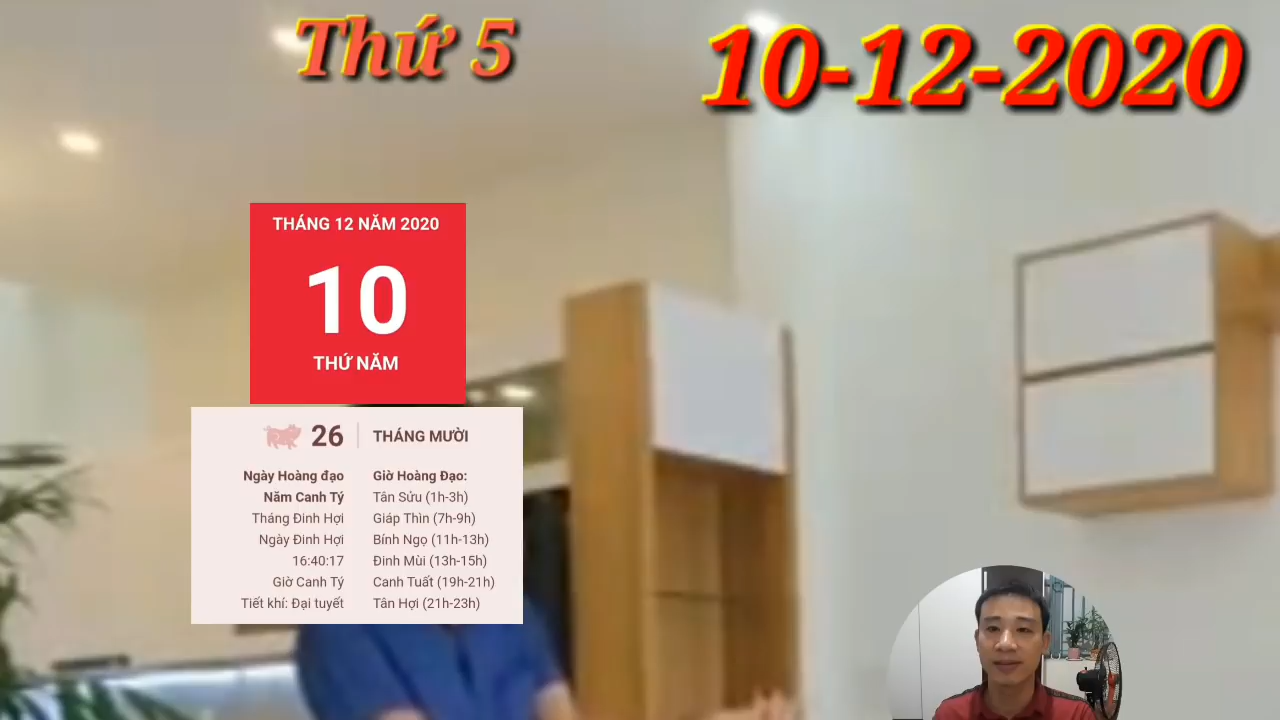 Thứ 5
10-12-2020
THÁNG 12 NĂM 2020
10
THỨ NĂM
26
THÁNG MƯỜI
Ngày Hoàng đạo
Năm Canh Tý
Tháng Đinh Hợi
Ngày Đinh Hợi
16:40:17
Giờ Canh Tý
Tiết khí: Đại tuyết
Giờ Hoàng Đạo:
Tân Sửu (1h-3h)
Giáp Thìn (7h-9h)
Bính Ngọ (11h-13h)
Đinh Mùi (13h-15h)
Canh Tuất (19h-21h)
Tân Hợi (21h-23h)